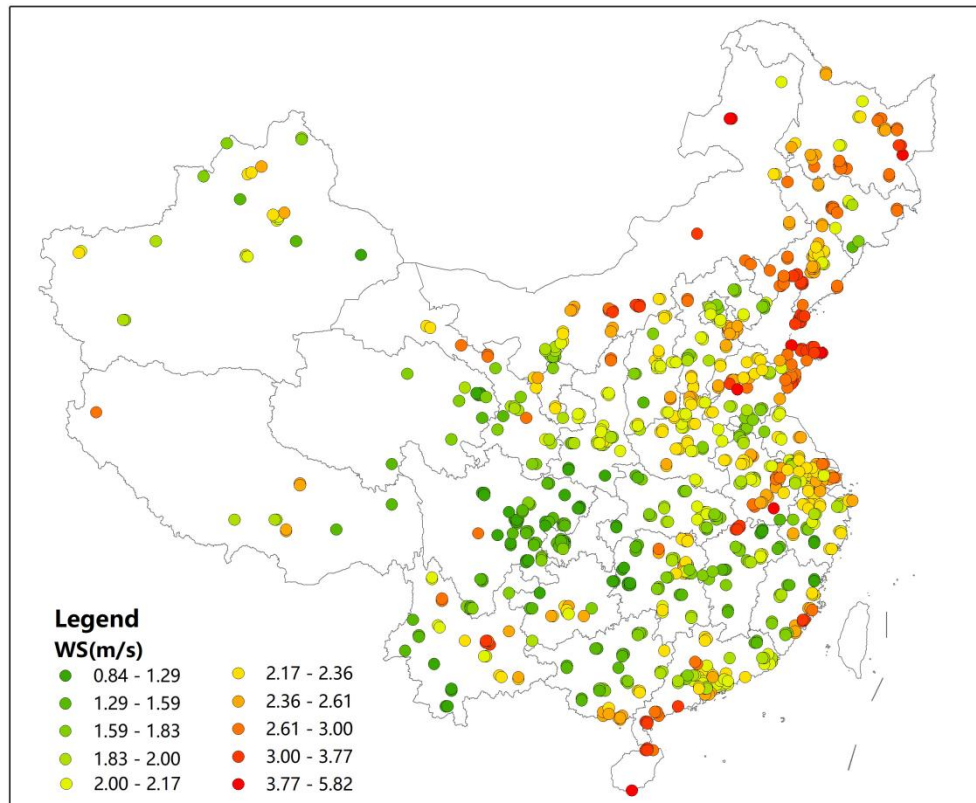 Legend
WS(m/s)
0.84 - 1.29
1.29 - 1.59
1.59 - 1.83
1.83 - 2.00
2.00 - 2.17
2.17 - 2.36
2.36 - 2.61
2.61 - 3.00
3.00 - 3.77
3.77 - 5.82